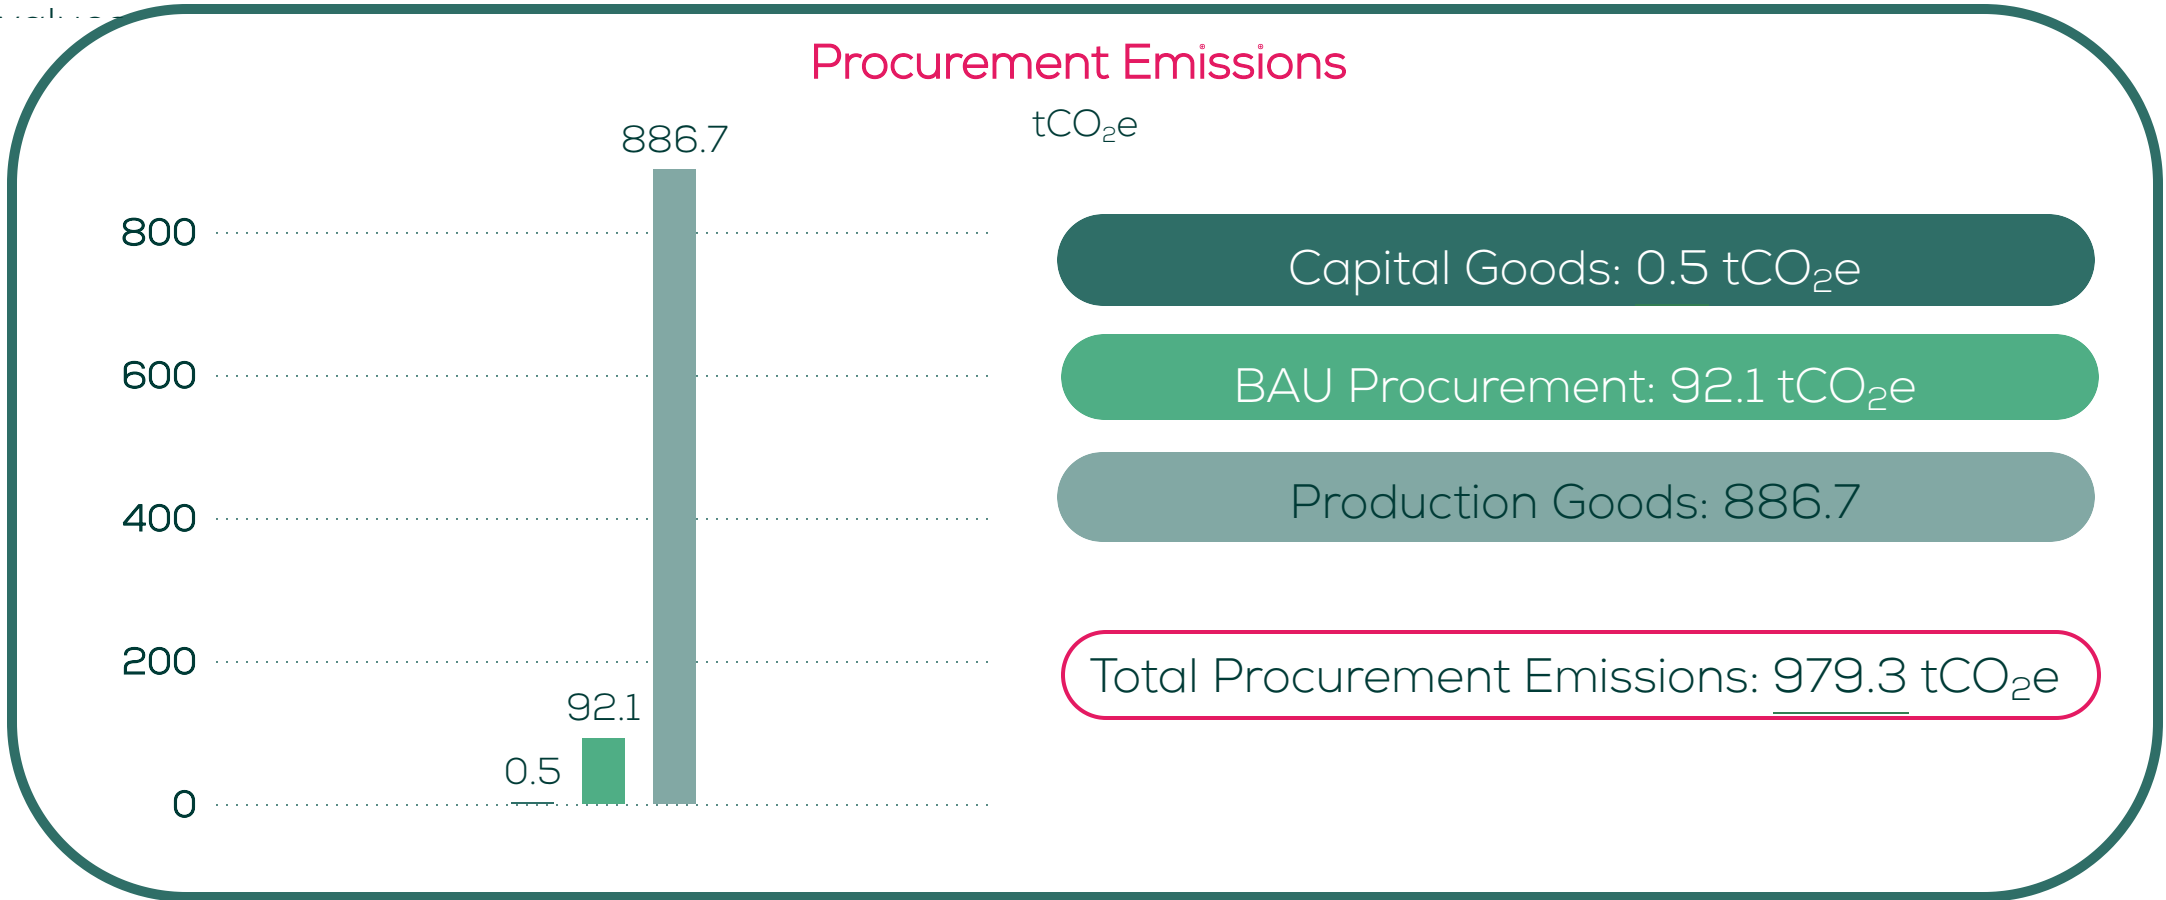 Procurement Emissions
tCO₂e
886.7
800
600
400
200
0
92.1
0.5
Capital Goods: 0.5 tCO₂e
BAU Procurement: 92.1 tCO₂e
Production Goods: 886.7
Total Procurement Emissions: 979.3 tCO₂e